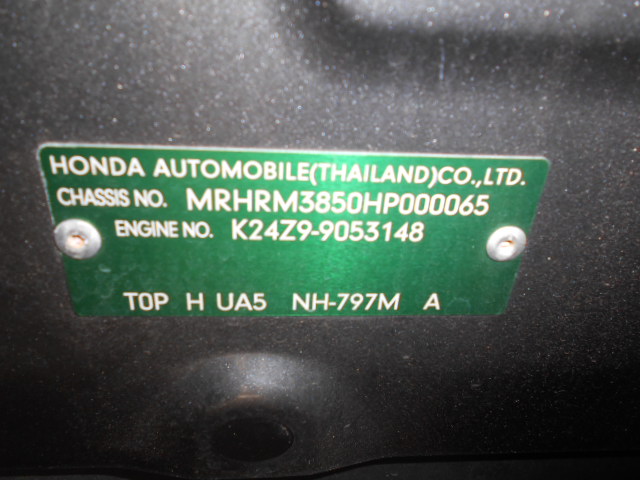 HONDA AUTOMOBILE(THAILAND)CO.,LTD.
CHASSIS NO. MRHRM3850HP000065
ENGINE NO. K24Z9-9053148
TOP H UA5 NH-797M A